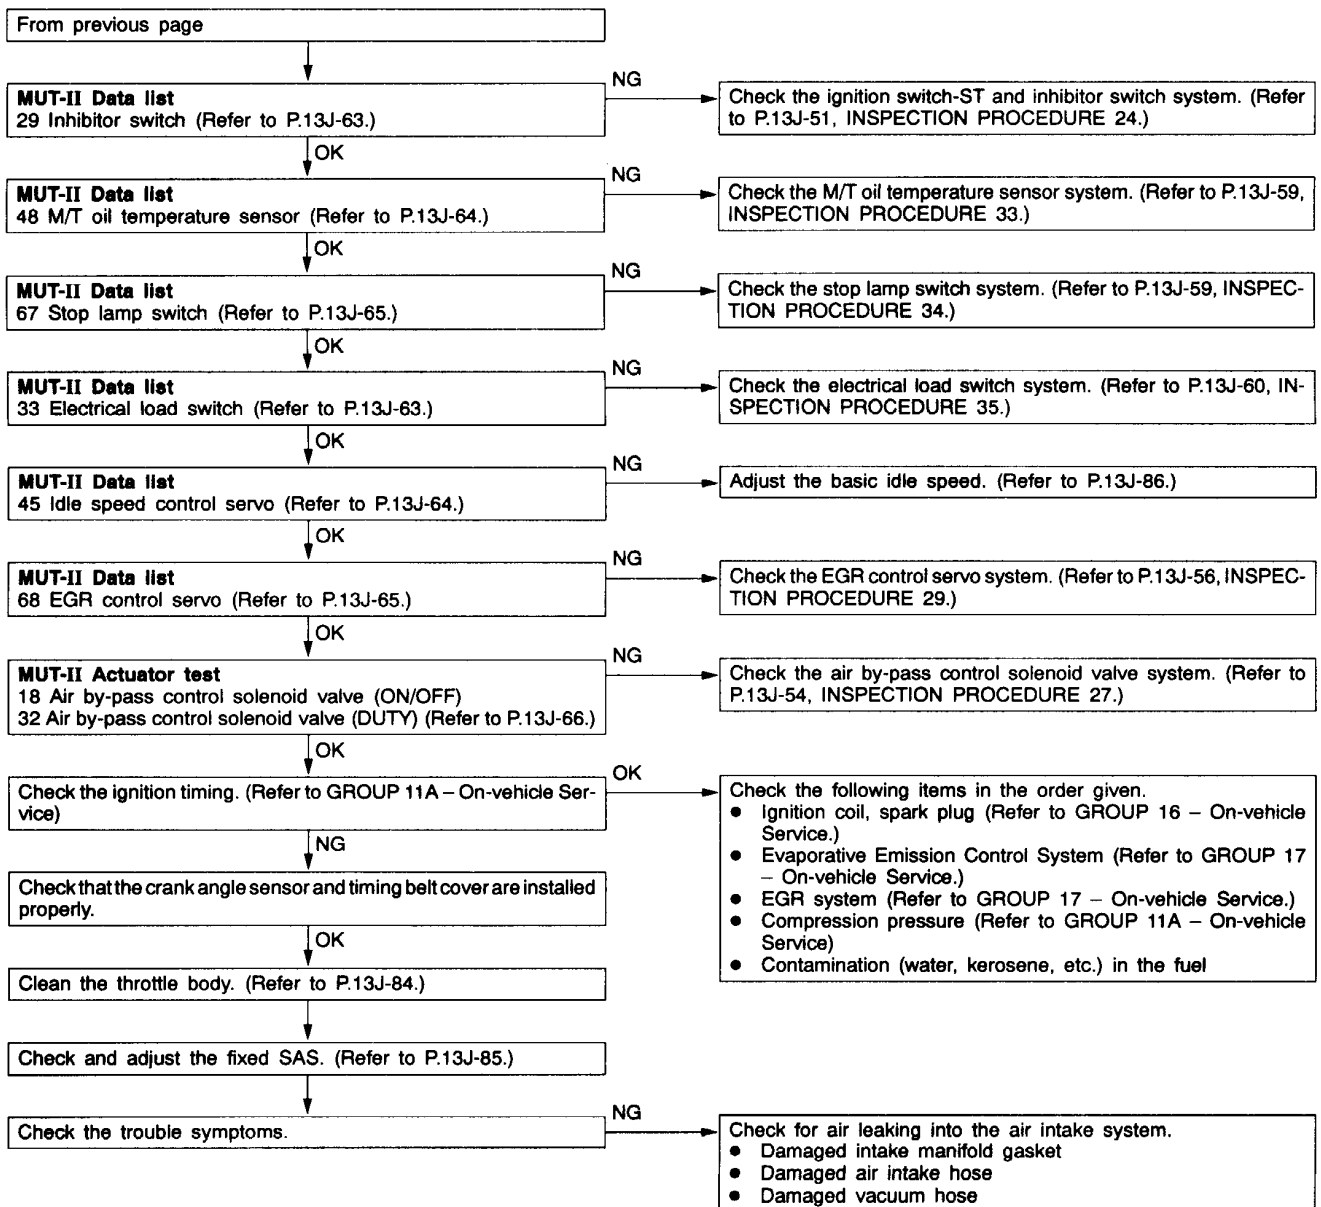 From previous page
NG
MUT-II Data list
29 Inhibitor switch (Refer to P.13J-63.)
Check the ignition switch-ST and inhibitor switch system. (Refer
to P.13J-51, INSPECTION PROCEDURE 24.)
OK
NG
MUT-II Data list
48 M/T oil temperature sensor (Refer to P.13J-64.)
Check the M/T oil temperature sensor system. (Refer to P.13J-59,
INSPECTION PROCEDURE 33.)
OK
NG
MUT-II Data list
67 Stop lamp switch (Refer to P.13J-65.)
Check the stop lamp switch system. (Refer to P.13J-59, INSPEC-
TION PROCEDURE 34.)
OK
NG
MUT-II Data list
33 Electrical load switch (Refer to P.13J-63.)
Check the electrical load switch system. (Refer to P.13J-60, IN-
SPECTION PROCEDURE 35.)
OK
NG
MUT-II Data list
45 Idle speed control servo (Refer to P.13J-64.)
Adjust the basic idle speed. (Refer to P.13J-86.)
OK
NG
MUT-II Data list
68 EGR control servo (Refer to P.13J-65.)
Check the EGR control servo system. (Refer to P.13J-56, INSPEC-
TION PROCEDURE 29.)
OK
NG
MUT-II Actuator test
18 Air by-pass control solenoid valve (ON/OFF)
32 Air by-pass control solenoid valve (DUTY) (Refer to P.13J-66.)
Check the air by-pass control solenoid valve system. (Refer to
P.13J-54, INSPECTION PROCEDURE 27.)
OK
OK
Check the ignition timing. (Refer to GROUP 11A – On-vehicle Ser-
vice)
Check the following items in the order given.
● Ignition coil, spark plug (Refer to GROUP 16 – On-vehicle
Service.)
● Evaporative Emission Control System (Refer to GROUP 17
– On-vehicle Service.)
● EGR system (Refer to GROUP 17 – On-vehicle Service.)
● Compression pressure (Refer to GROUP 11A – On-vehicle
Service)
● Contamination (water, kerosene, etc.) in the fuel
NG
Check that the crank angle sensor and timing belt cover are installed
properly.
OK
Clean the throttle body. (Refer to P.13J-84.)
Check and adjust the fixed SAS. (Refer to P.13J-85.)
NG
Check the trouble symptoms.
Check for air leaking into the air intake system.
● Damaged intake manifold gasket
● Damaged air intake hose
● Damaged vacuum hose